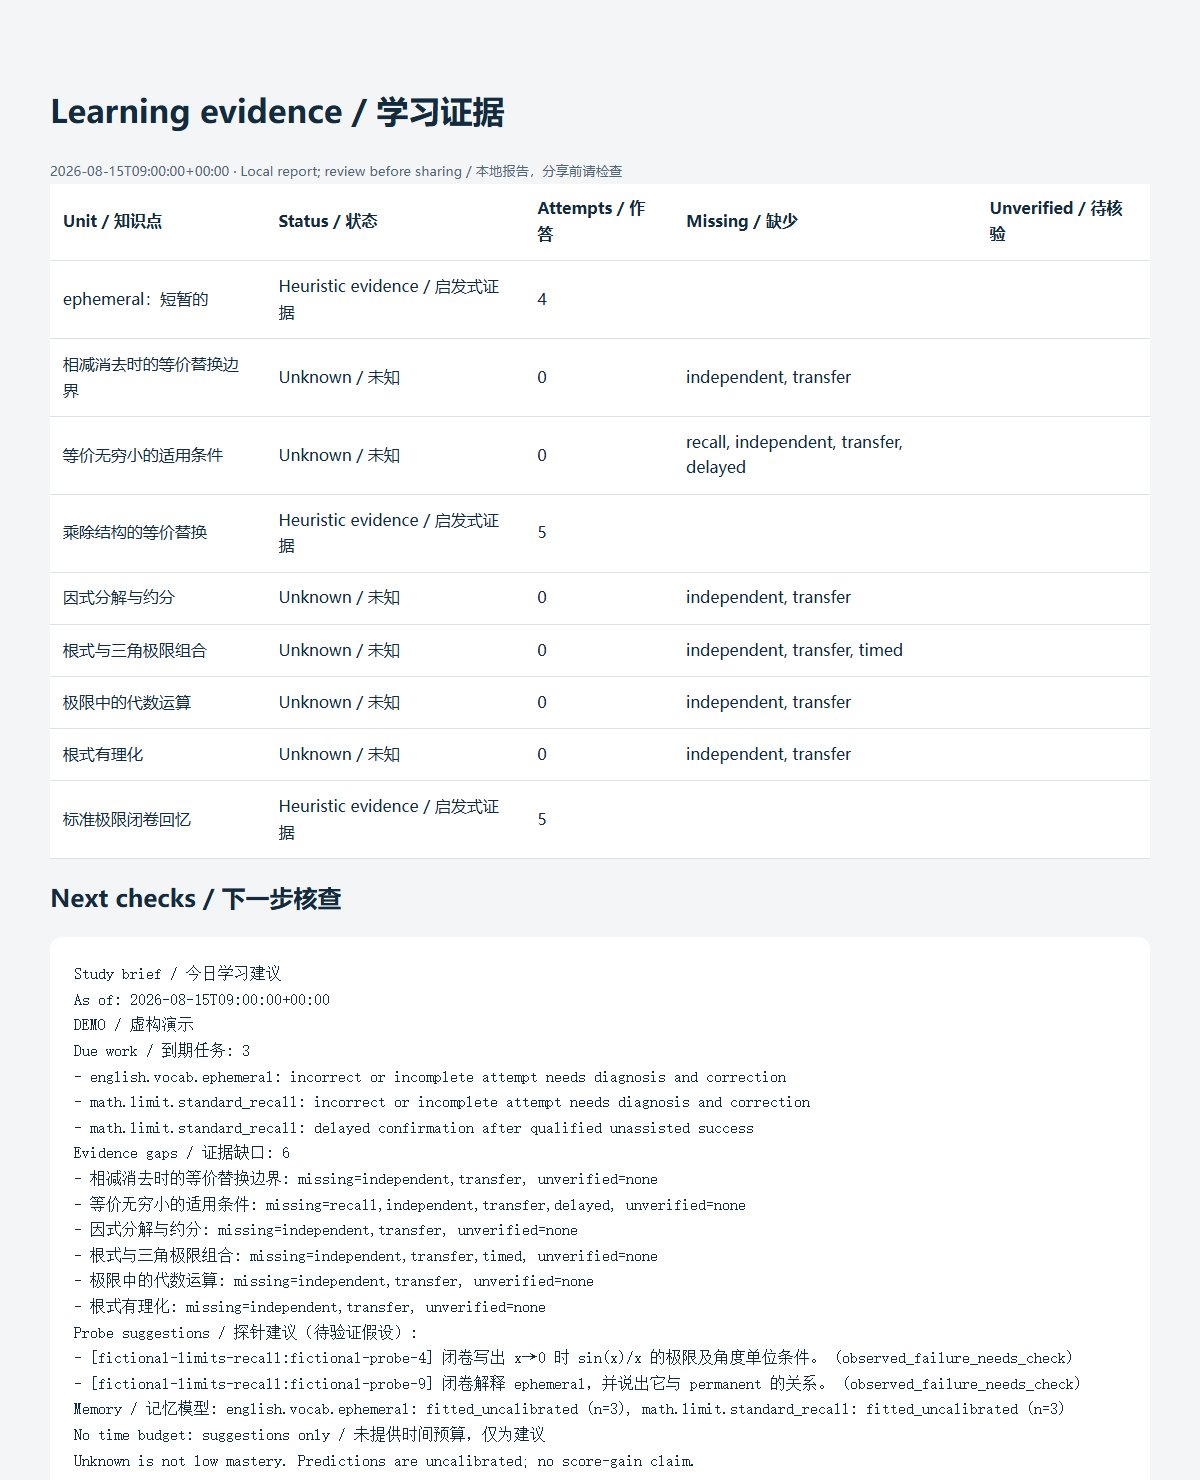 Learning evidence / 学习证据
2026-08-15T09:00:00+00:00 · Local report; review before sharing / 本地报告，分享前请检查
Unit / 知识点 Status / 状态 Attempts / 作答 Missing / 缺少 Unverified / 待核验
ephemeral：短暂的 Heuristic evidence / 启发式证据 4
相减消去时的等价替换边界 Unknown / 未知 0 independent, transfer
等价无穷小的适用条件 Unknown / 未知 0 recall, independent, transfer, delayed
乘除结构的等价替换 Heuristic evidence / 启发式证据 5
因式分解与约分 Unknown / 未知 0 independent, transfer
根式与三角极限组合 Unknown / 未知 0 independent, transfer, timed
极限中的代数运算 Unknown / 未知 0 independent, transfer
根式有理化 Unknown / 未知 0 independent, transfer
标准极限闭卷回忆 Heuristic evidence / 启发式证据 5
Next checks / 下一步核查
Study brief / 今日学习建议
As of: 2026-08-15T09:00:00+00:00
DEMO / 虚构演示
Due work / 到期任务: 3
- english.vocab.ephemeral: incorrect or incomplete attempt needs diagnosis and correction
- math.limit.standard_recall: incorrect or incomplete attempt needs diagnosis and correction
- math.limit.standard_recall: delayed confirmation after qualified unassisted success
Evidence gaps / 证据缺口: 6
- 相减消去时的等价替换边界: missing=independent,transfer, unverified=none
- 等价无穷小的适用条件: missing=recall,independent,transfer,delayed, unverified=none
- 因式分解与约分: missing=independent,transfer, unverified=none
- 根式与三角极限组合: missing=independent,transfer,timed, unverified=none
- 极限中的代数运算: missing=independent,transfer, unverified=none
- 根式有理化: missing=independent,transfer, unverified=none
Probe suggestions / 探针建议（待验证假设）:
- [fictional-limits-recall:fictional-probe-4] 闭卷写出 x→0 时 sin(x)/x 的极限及角度单位条件。 (observed_failure_needs_check)
- [fictional-limits-recall:fictional-probe-9] 闭卷解释 ephemeral，并说出它与 permanent 的关系。 (observed_failure_needs_check)
Memory / 记忆模型: english.vocab.ephemeral: fitted_uncalibrated (n=3), math.limit.standard_recall: fitted_uncalibrated (n=3)
No time budget: suggestions only / 未提供时间预算，仅为建议
Unknown is not low mastery. Predictions are uncalibrated; no score-gain claim.